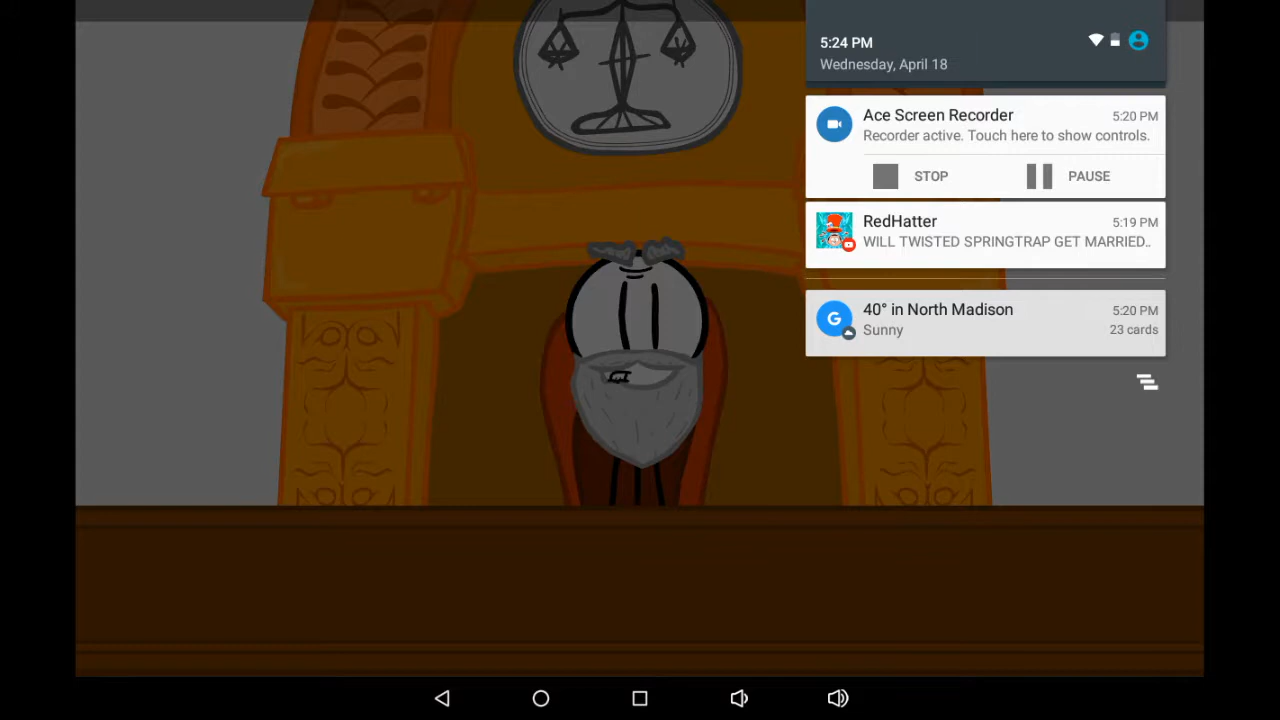 5:24 PM
Wednesday, April 18
Ace Screen Recorder 5:20 PM
Recorder active. Touch here to show controls.
STOP PAUSE
RedHatter 5:19 PM
WILL TWISTED SPRINGTRAP GET MARRIED..
G 40° in North Madison 5:20 PM
Sunny 23 cards